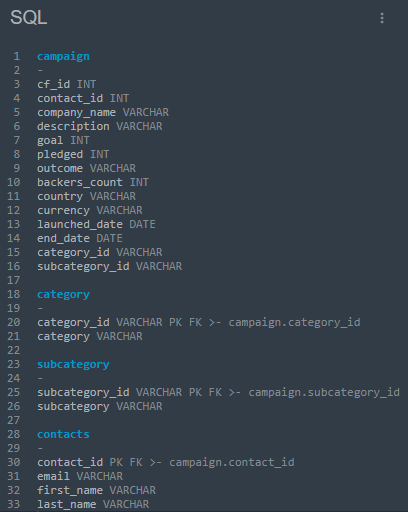 SQL
1 campaign
2 -
3 cf_id INT
4 contact_id INT
5 company_name VARCHAR
6 description VARCHAR
7 goal INT
8 pledged INT
9 outcome VARCHAR
10 backers_count INT
11 country VARCHAR
12 currency VARCHAR
13 launched_date DATE
14 end_date DATE
15 category_id VARCHAR
16 subcategory_id VARCHAR
17
18 category
19 -
20 category_id VARCHAR PK FK >- campaign.category_id
21 category VARCHAR
22
23 subcategory
24 -
25 subcategory_id VARCHAR PK FK >- campaign.subcategory_id
26 subcategory VARCHAR
27
28 contacts
29 -
30 contact_id PK FK >- campaign.contact_id
31 email VARCHAR
32 first_name VARCHAR
33 last_name VARCHAR